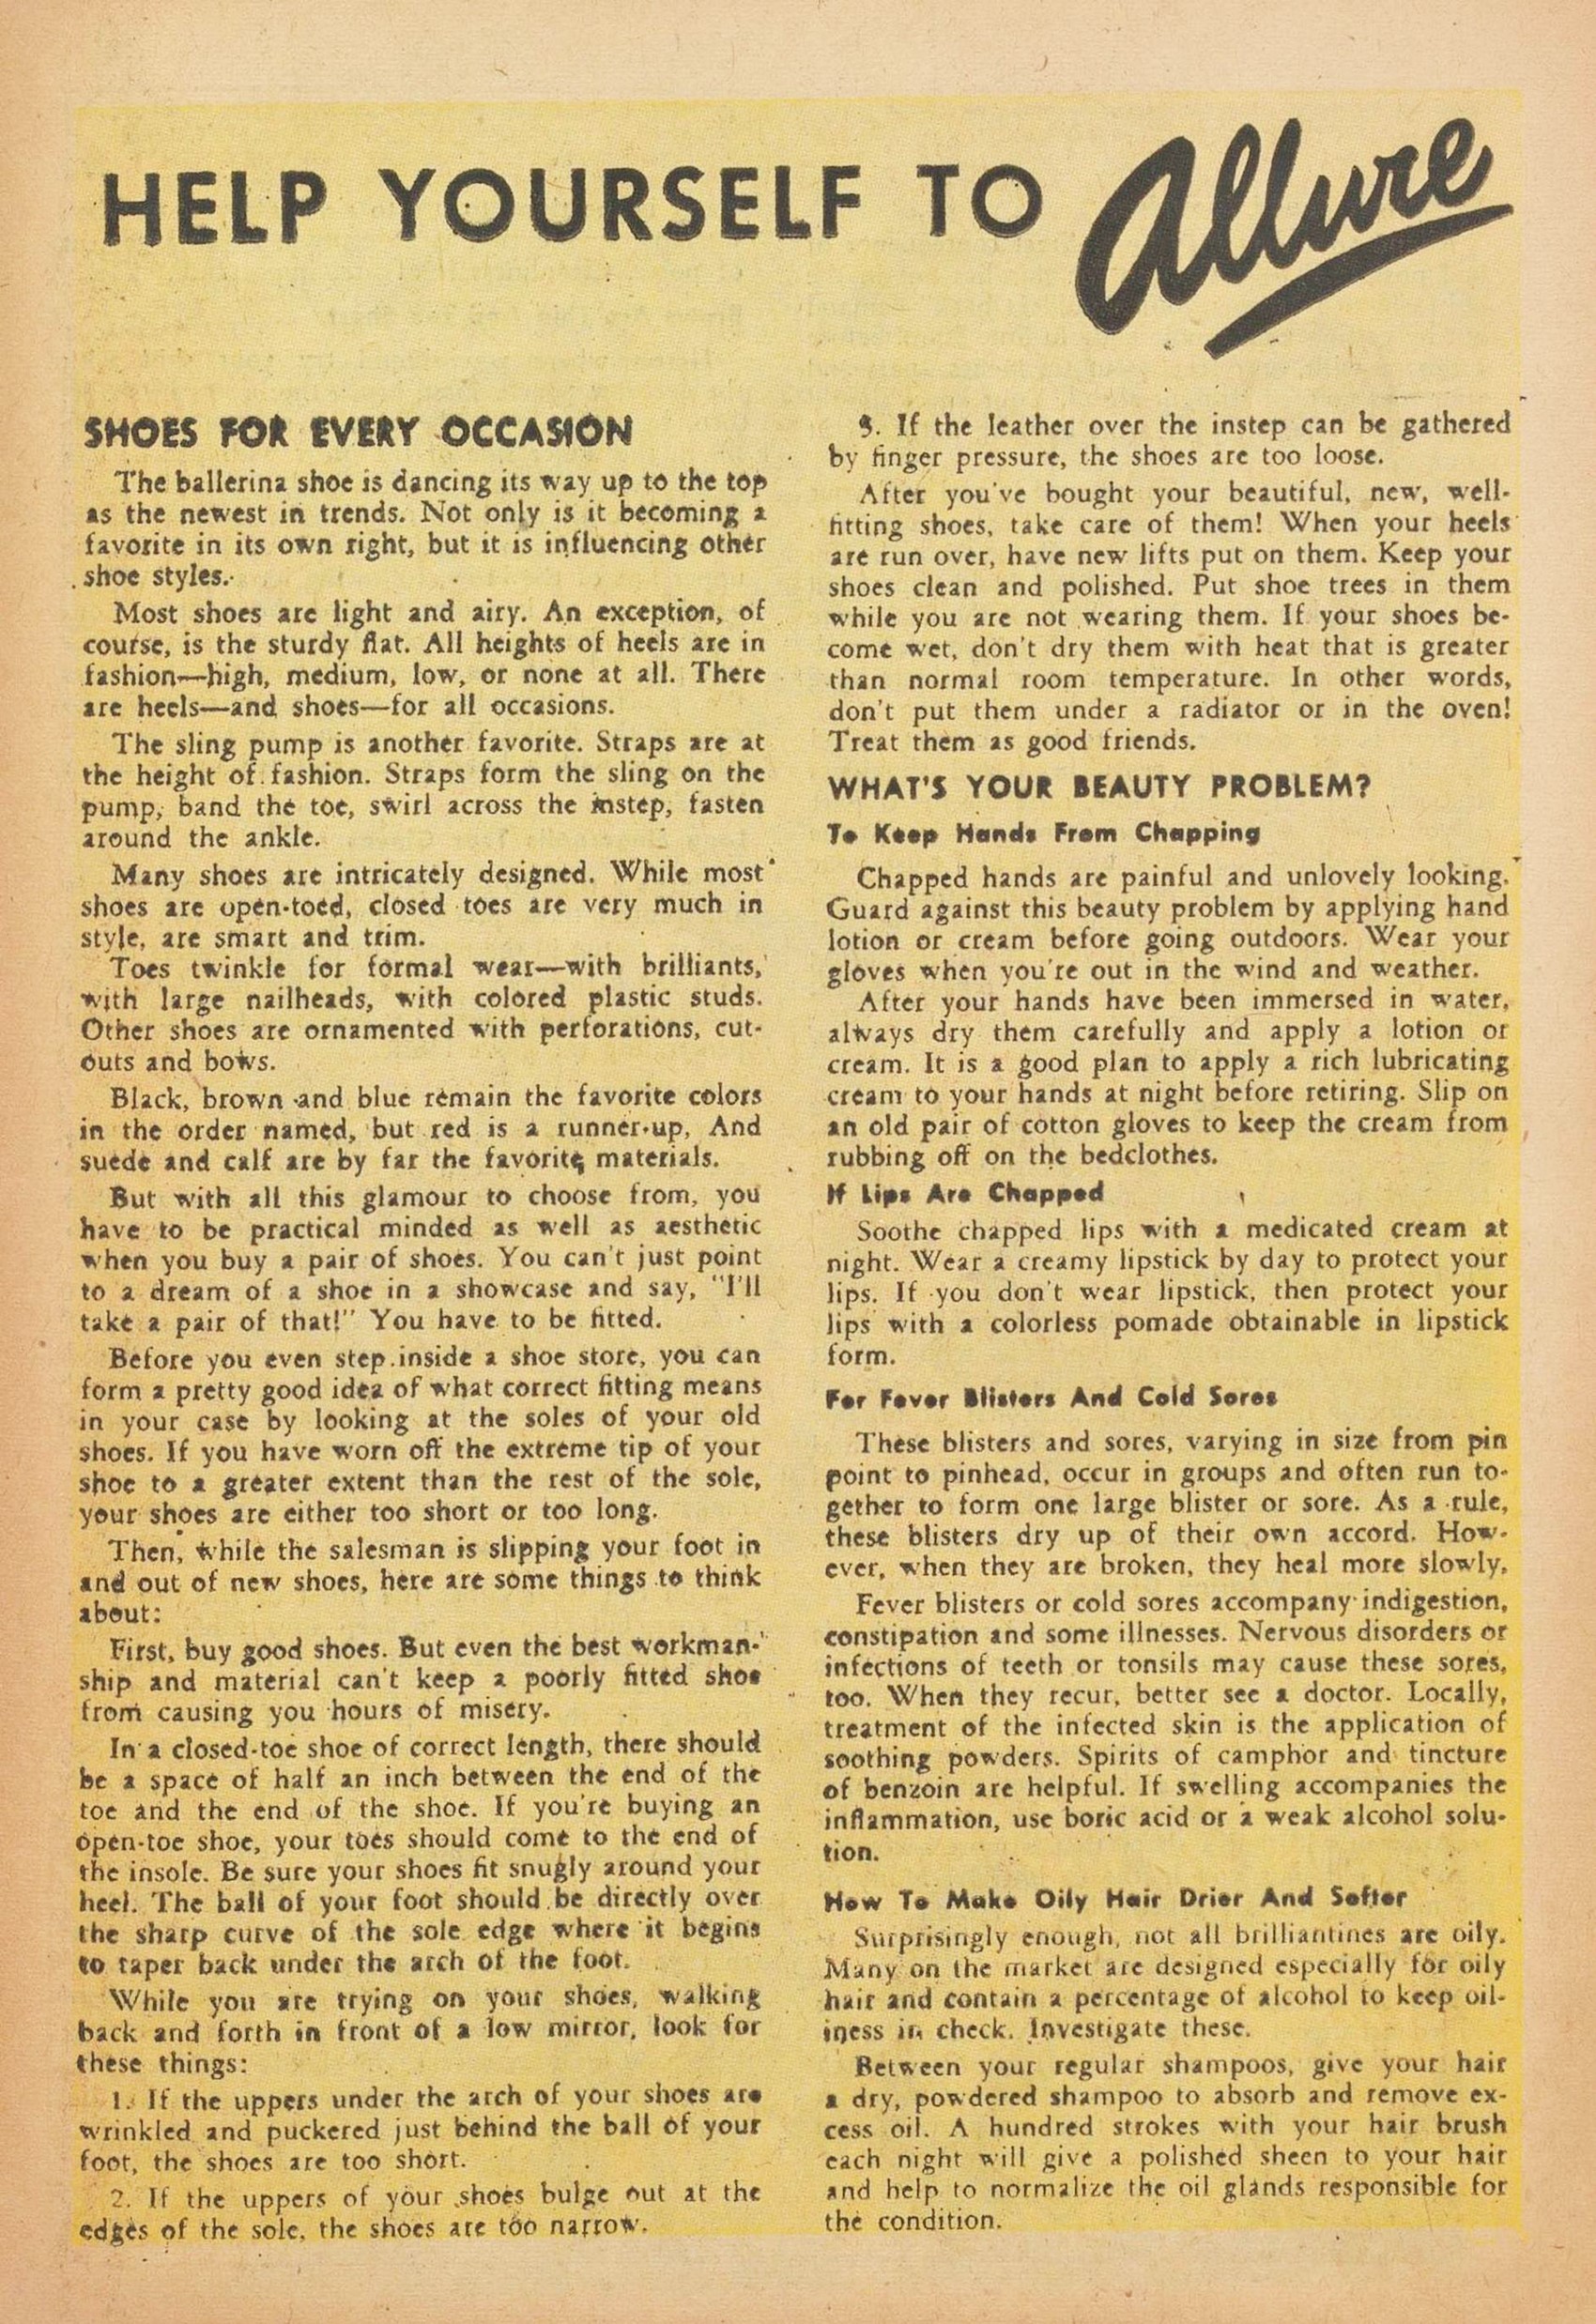 HELP YOURSELF TO Allure
SHOES FOR EVERY OCCASION
The ballerina shoe is dancing its way up to the top
as the newest in trends. Not only is it becoming a
favorite in its own right, but it is influencing other
shoe styles.
Most shoes are light and airy. An exception, of
course, is the sturdy flat. All heights of heels are in
fashion—high, medium, low, or none at all. There
are heels—and shoes—for all occasions.
The sling pump is another favorite. Straps are at
the height of fashion. Straps form the sling on the
pump, band the toe, swirl across the instep, fasten
around the ankle.
Many shoes are intricately designed. While most
shoes are open-toed, closed toes are very much in
style, are smart and trim.
Toes twinkle for formal wear—with brilliants,
with large nailheads, with colored plastic studs.
Other shoes are ornamented with perforations, cut-
outs and bows.
Black, brown and blue remain the favorite colors
in the order named, but red is a runner-up, And
suede and calf are by far the favorite materials.
But with all this glamour to choose from, you
have to be practical minded as well as aesthetic
when you buy a pair of shoes. You can't just point
to a dream of a shoe in a showcase and say, "I'll
take a pair of that!" You have to be fitted.
Before you even step inside a shoe store, you can
form a pretty good idea of what correct fitting means
in your case by looking at the soles of your old
shoes. If you have worn off the extreme tip of your
shoe to a greater extent than the rest of the sole,
your shoes are either too short or too long.
Then, while the salesman is slipping your foot in
and out of new shoes, here are some things to think
about:
First, buy good shoes. But even the best workman-
ship and material can't keep a poorly fitted shoe
from causing you hours of misery.
In a closed-toe shoe of correct length, there should
be a space of half an inch between the end of the
toe and the end of the shoe. If you're buying an
open-toe shoe, your toes should come to the end of
the insole. Be sure your shoes fit snugly around your
heel. The ball of your foot should be directly over
the sharp curve of the sole edge where it begins
to taper back under the arch of the foot.
While you are trying on your shoes, walking
back and forth in front of a low mirror, look for
these things:
1. If the uppers under the arch of your shoes are
wrinkled and puckered just behind the ball of your
foot, the shoes are too short.
2. If the uppers of your shoes bulge out at the
edges of the sole, the shoes are too narrow.
3. If the leather over the instep can be gathered
by finger pressure, the shoes are too loose.
After you've bought your beautiful, new, well-
fitting shoes, take care of them! When your heels
are run over, have new lifts put on them. Keep your
shoes clean and polished. Put shoe trees in them
while you are not wearing them. If your shoes be-
come wet, don't dry them with heat that is greater
than normal room temperature. In other words,
don't put them under a radiator or in the oven!
Treat them as good friends.
WHAT'S YOUR BEAUTY PROBLEM?
To Keep Hands From Chapping
Chapped hands are painful and unlovely looking.
Guard against this beauty problem by applying hand
lotion or cream before going outdoors. Wear your
gloves when you're out in the wind and weather.
After your hands have been immersed in water,
always dry them carefully and apply a lotion or
cream. It is a good plan to apply a rich lubricating
cream to your hands at night before retiring. Slip on
an old pair of cotton gloves to keep the cream from
rubbing off on the bedclothes.
If Lips Are Chapped
Soothe chapped lips with a medicated cream at
night. Wear a creamy lipstick by day to protect your
lips. If you don't wear lipstick, then protect your
lips with a colorless pomade obtainable in lipstick
form.
For Fever Blisters And Cold Sores
These blisters and sores, varying in size from pin
point to pinhead, occur in groups and often run to-
gether to form one large blister or sore. As a rule,
these blisters dry up of their own accord. How-
ever, when they are broken, they heal more slowly.
Fever blisters or cold sores accompany indigestion,
constipation and some illnesses. Nervous disorders or
infections of teeth or tonsils may cause these sores,
too. When they recur, better see a doctor. Locally,
treatment of the infected skin is the application of
soothing powders. Spirits of camphor and tincture
of benzoin are helpful. If swelling accompanies the
inflammation, use boric acid or a weak alcohol solu-
tion.
How To Make Oily Hair Drier And Softer
Surprisingly enough, not all brilliantines are oily.
Many on the market are designed especially for oily
hair and contain a percentage of alcohol to keep oil-
iness in check. Investigate these.
Between your regular shampoos, give your hair
a dry, powdered shampoo to absorb and remove ex-
cess oil. A hundred strokes with your hair brush
each night will give a polished sheen to your hair
and help to normalize the oil glands responsible for
the condition.